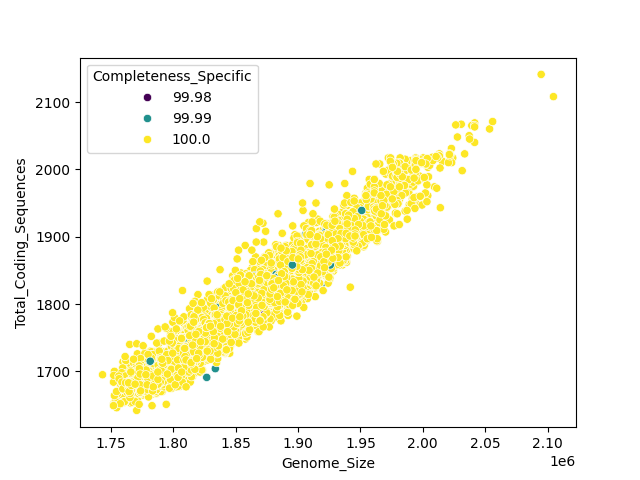 Completeness_Specific
99.98
99.99
100.0
Total_Coding_Sequences
2100
2000
1900
1800
1700
1.75 1.80 1.85 1.90 1.95 2.00 2.05 2.10
1e6
Genome_Size